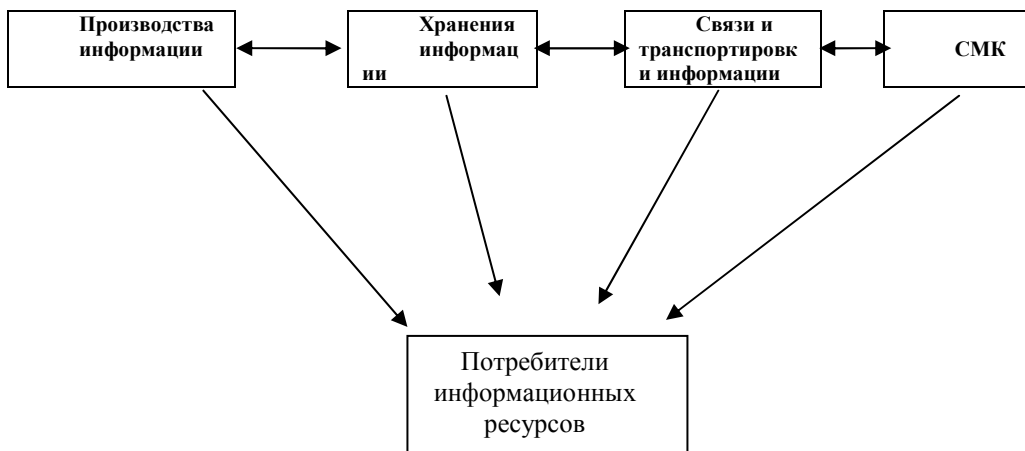 Производства
информации
Хранения
информац
ии
Связи и
транспортировк
и информации
СМК
Потребители
информационных
ресурсов